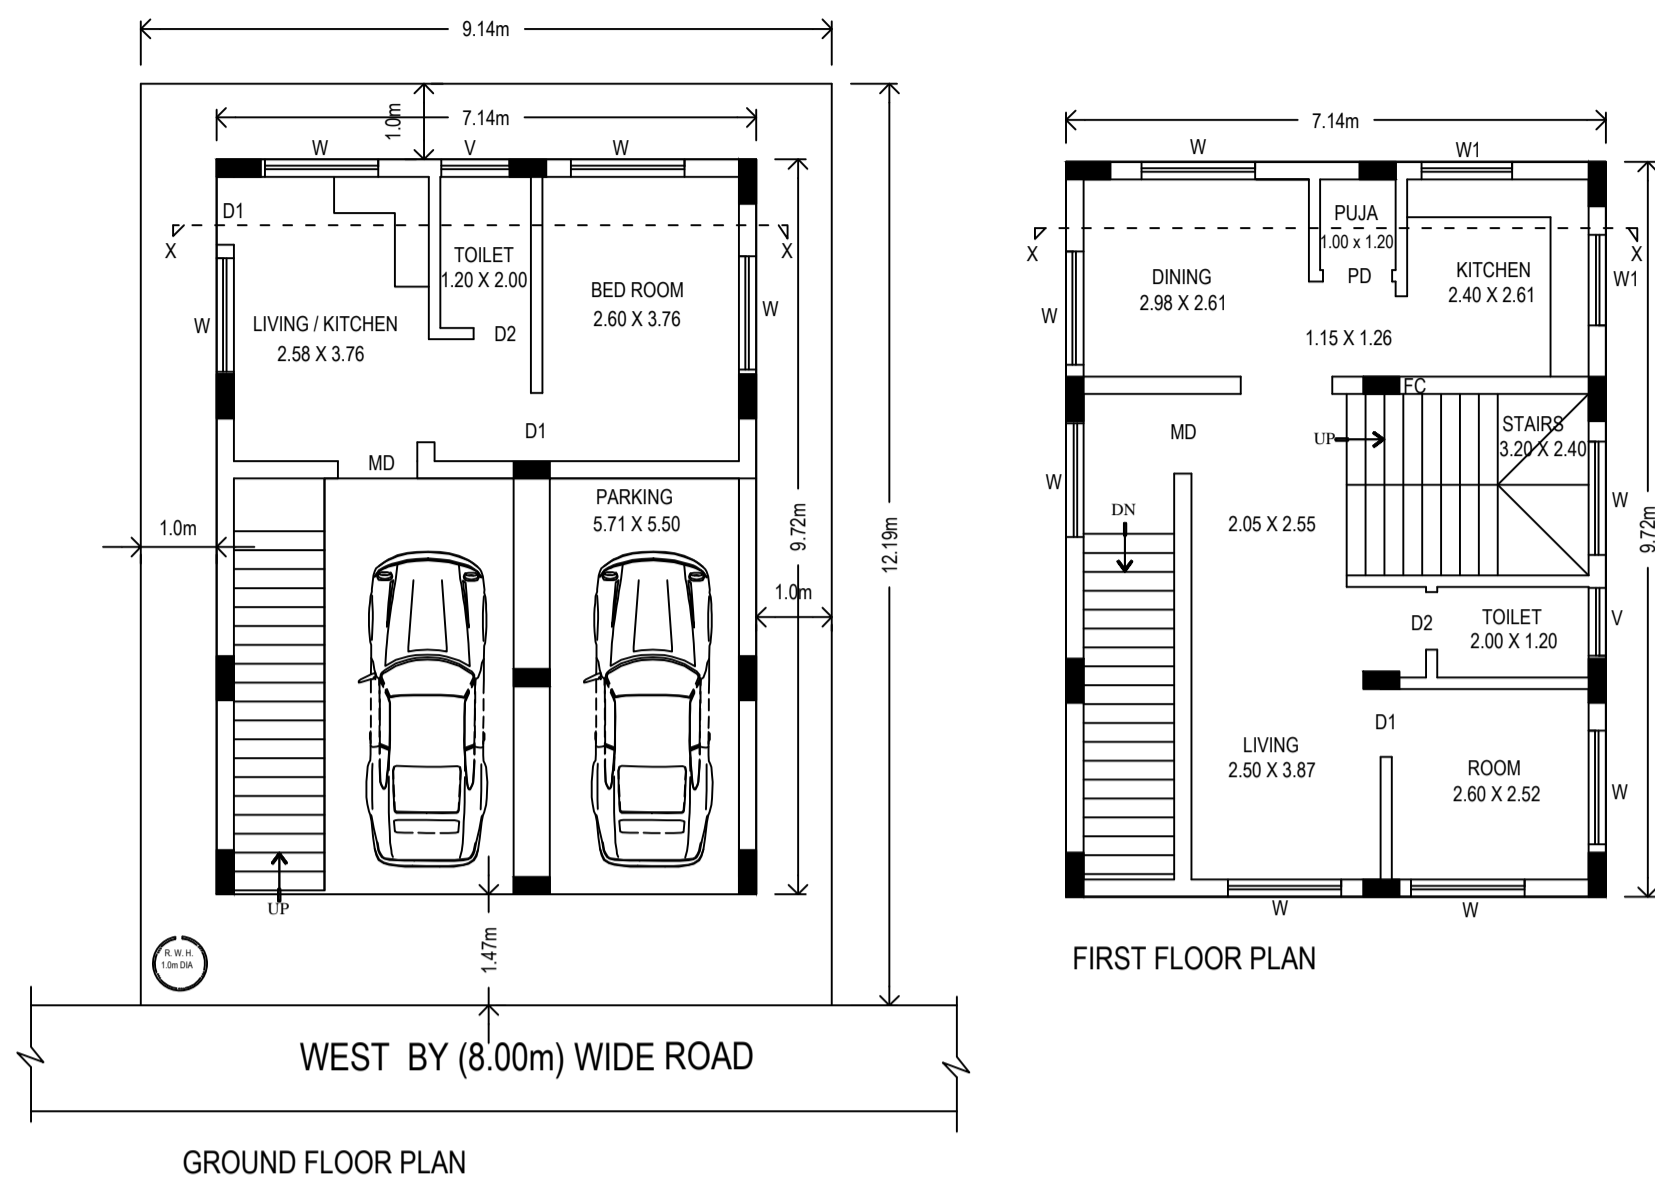 9.14m
1.0m
7.14m
W
V
W
D1
X
X
TOILET
1.20 X 2.00
BED ROOM
2.60 X 3.76
W
W
LIVING / KITCHEN
2.58 X 3.76
D2
D1
MD
PARKING
5.71 X 5.50
1.0m
9.72m
12.19m
1.0m
UP
1.47m
R. W. H.
1.0m DIA
WEST BY (8.00m) WIDE ROAD
GROUND FLOOR PLAN
7.14m
W
W1
PUJA
1.00 x 1.20
X
X
PD
DINING
2.98 X 2.61
KITCHEN
2.40 X 2.61
W1
W
1.15 X 1.26
FC
MD
UP
STAIRS
3.20 X 2.40
W
W
DN
2.05 X 2.55
9.72m
D2
TOILET
2.00 X 1.20
V
D1
LIVING
2.50 X 3.87
ROOM
2.60 X 2.52
W
W
W
FIRST FLOOR PLAN